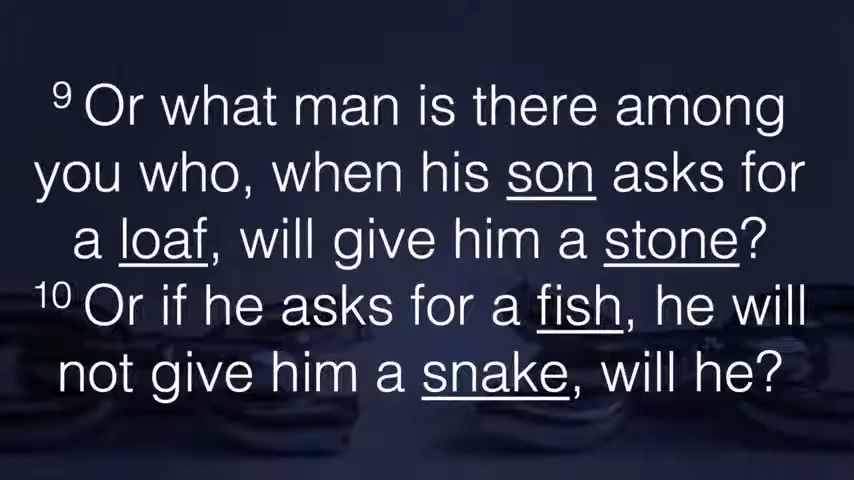 9 Or what man is there among
you who, when his son asks for
a loaf, will give him a stone?
10 Or if he asks for a fish, he will
not give him a snake, will he?